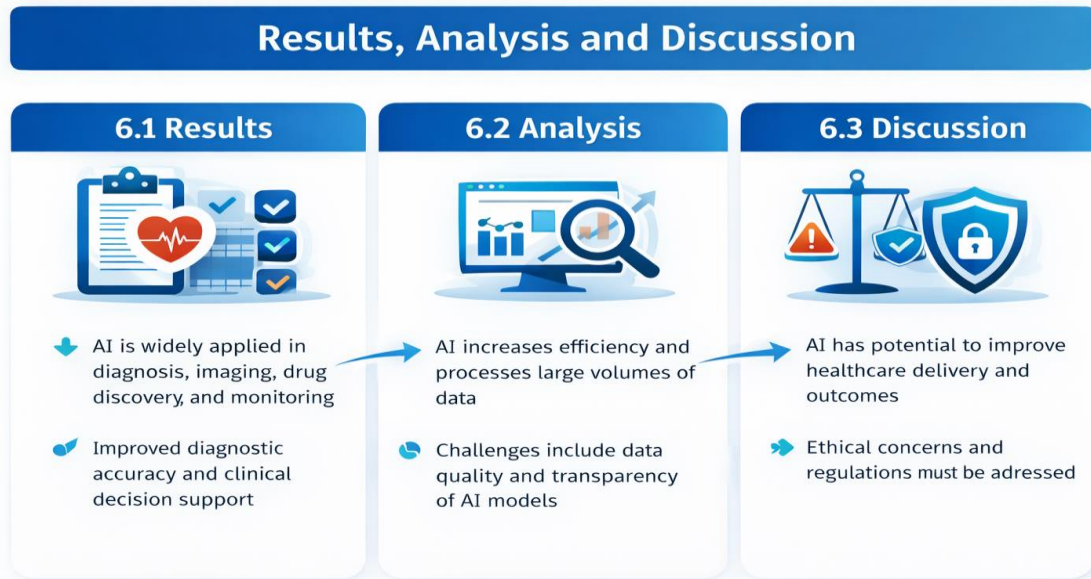 Results, Analysis and Discussion
6.1 Results
AI is widely applied in
diagnosis, imaging, drug
discovery, and monitoring
Improved diagnostic
accuracy and clinical
decision support
6.2 Analysis
AI increases efficiency and
processes large volumes of
data
Challenges include data
quality and transparency
of AI models
6.3 Discussion
AI has potential to improve
healthcare delivery and
outcomes
Ethical concerns and
regulations must be adressed